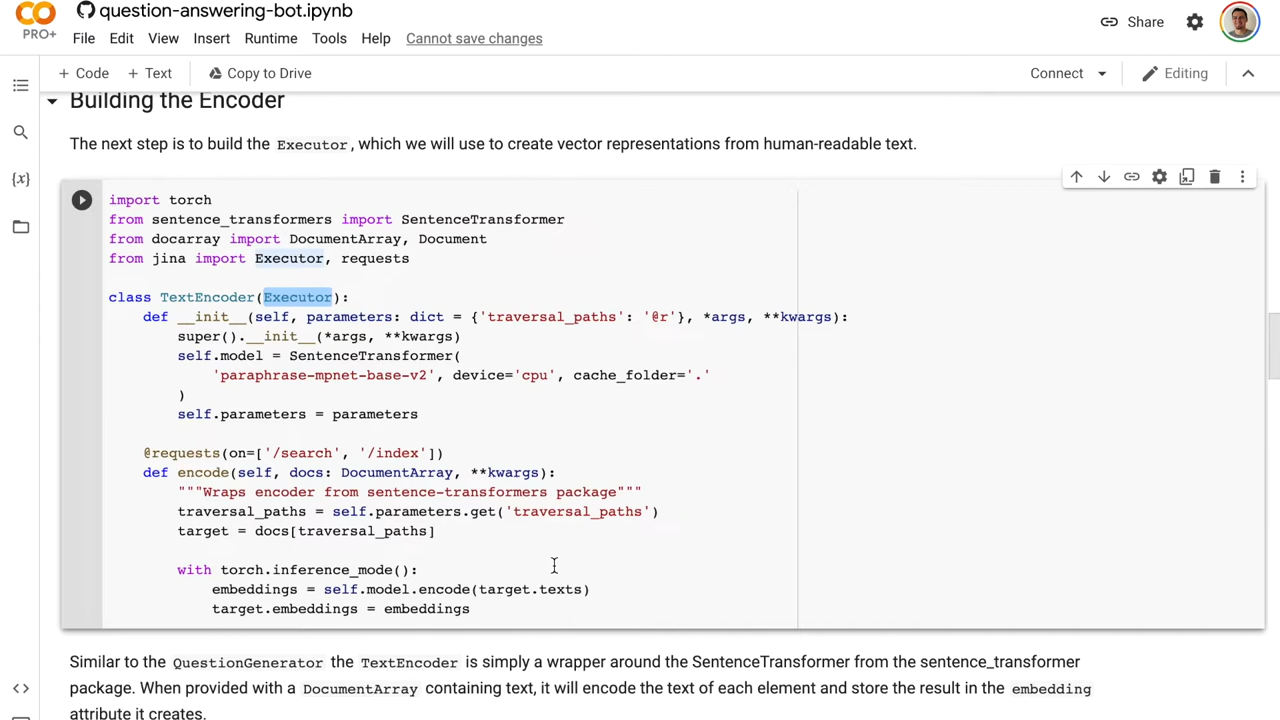 CO
PRO+
question-answering-bot.ipynb
File Edit View Insert Runtime Tools Help Cannot save changes
Share
+ Code + Text Copy to Drive
Connect
Editing
{x}
Building the Encoder
The next step is to build the Executor, which we will use to create vector representations from human-readable text.
import torch
from sentence_transformers import SentenceTransformer
from docarray import DocumentArray, Document
from jina import Executor, requests
class TextEncoder(Executor):
    def __init__(self, parameters: dict = {'traversal_paths': '@r'}, *args, **kwargs):
        super().__init__(*args, **kwargs)
        self.model = SentenceTransformer(
            'paraphrase-mpnet-base-v2', device='cpu', cache_folder='.'
        )
        self.parameters = parameters
    @requests(on=['/search', '/index'])
    def encode(self, docs: DocumentArray, **kwargs):
        """Wraps encoder from sentence-transformers package"""
        traversal_paths = self.parameters.get('traversal_paths')
        target = docs[traversal_paths]
        with torch.inference_mode():
            embeddings = self.model.encode(target.texts)
            target.embeddings = embeddings
Similar to the QuestionGenerator the TextEncoder is simply a wrapper around the SentenceTransformer from the sentence_transformer
package. When provided with a DocumentArray containing text, it will encode the text of each element and store the result in the embedding
attribute it creates.